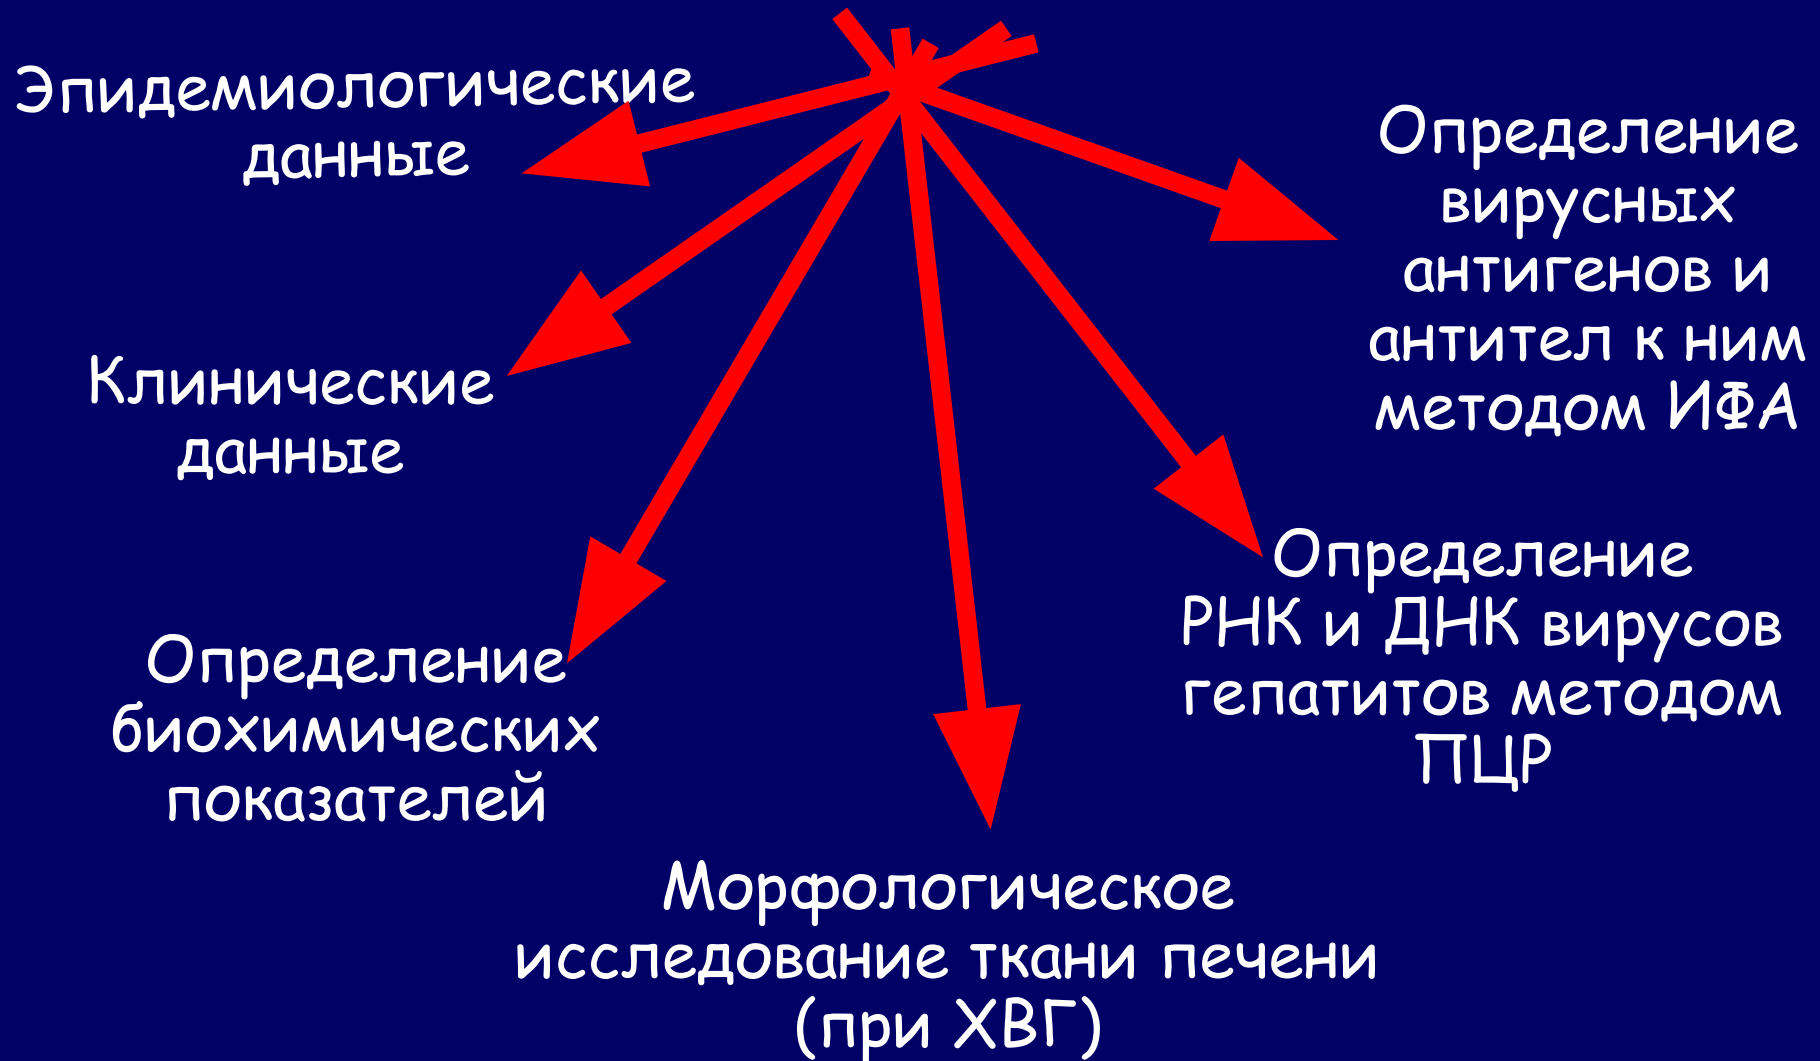 Эпидемиологические
данные
Клинические
данные
Определение
биохимических
показателей
Морфологическое
исследование ткани печени
(при ХВГ)
Определение
РНК и ДНК вирусов
гепатитов методом
ПЦР
Определение
вирусных
антигенов и
антител к ним
методом ИФА